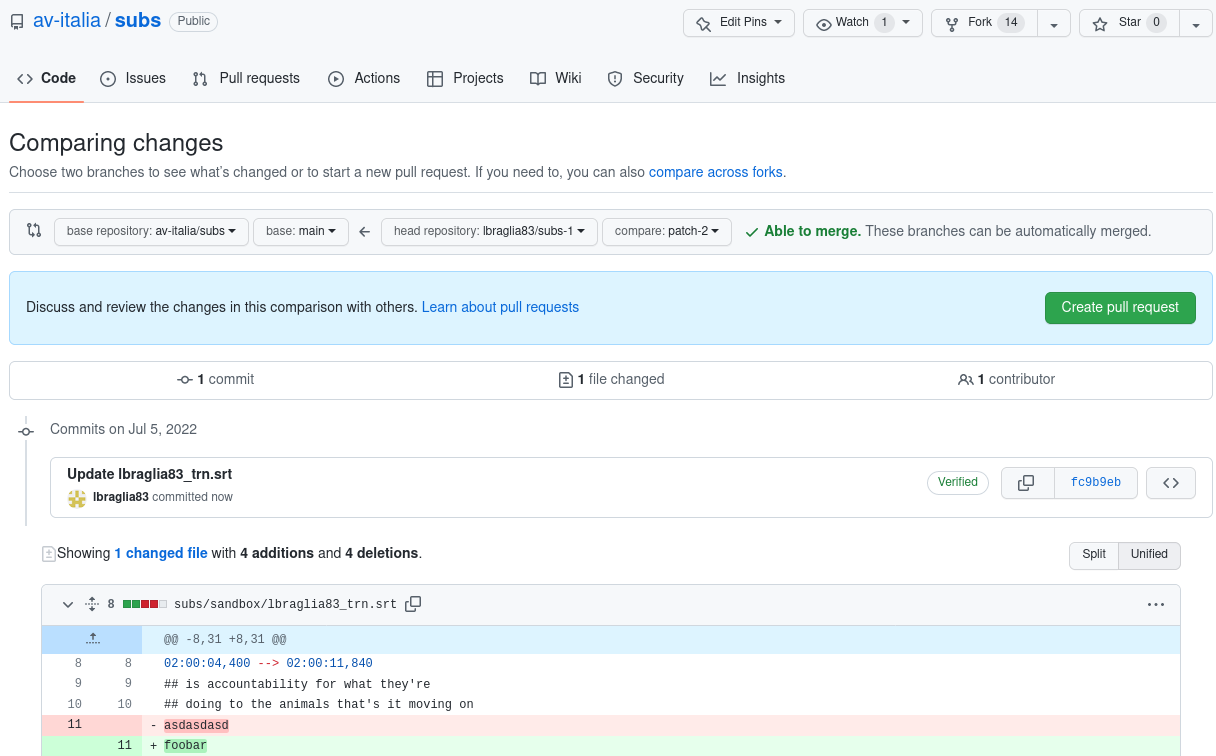 av-italia / subs Public
Edit Pins Watch 1 Fork 14 Star 0
Code Issues Pull requests Actions Projects Wiki Security Insights
Comparing changes
Choose two branches to see what's changed or to start a new pull request. If you need to, you can also compare across forks.
base repository: av-italia/subs base: main ← head repository: lbraglia83/subs-1 compare: patch-2 ✓ Able to merge. These branches can be automatically merged.
Discuss and review the changes in this comparison with others. Learn about pull requests Create pull request
1 commit 1 file changed 1 contributor
Commits on Jul 5, 2022
Update lbraglia83_trn.srt
lbraglia83 committed now
Verified fc9b9eb
Showing 1 changed file with 4 additions and 4 deletions.
Split Unified
8 subs/sandbox/lbraglia83_trn.srt
@@ -8,31 +8,31 @@
8 8 02:00:04,400 --> 02:00:11,840
9 9 ## is accountability for what they're
10 10 ## doing to the animals that's it moving on
11 - asdasdasd
11 + foobar